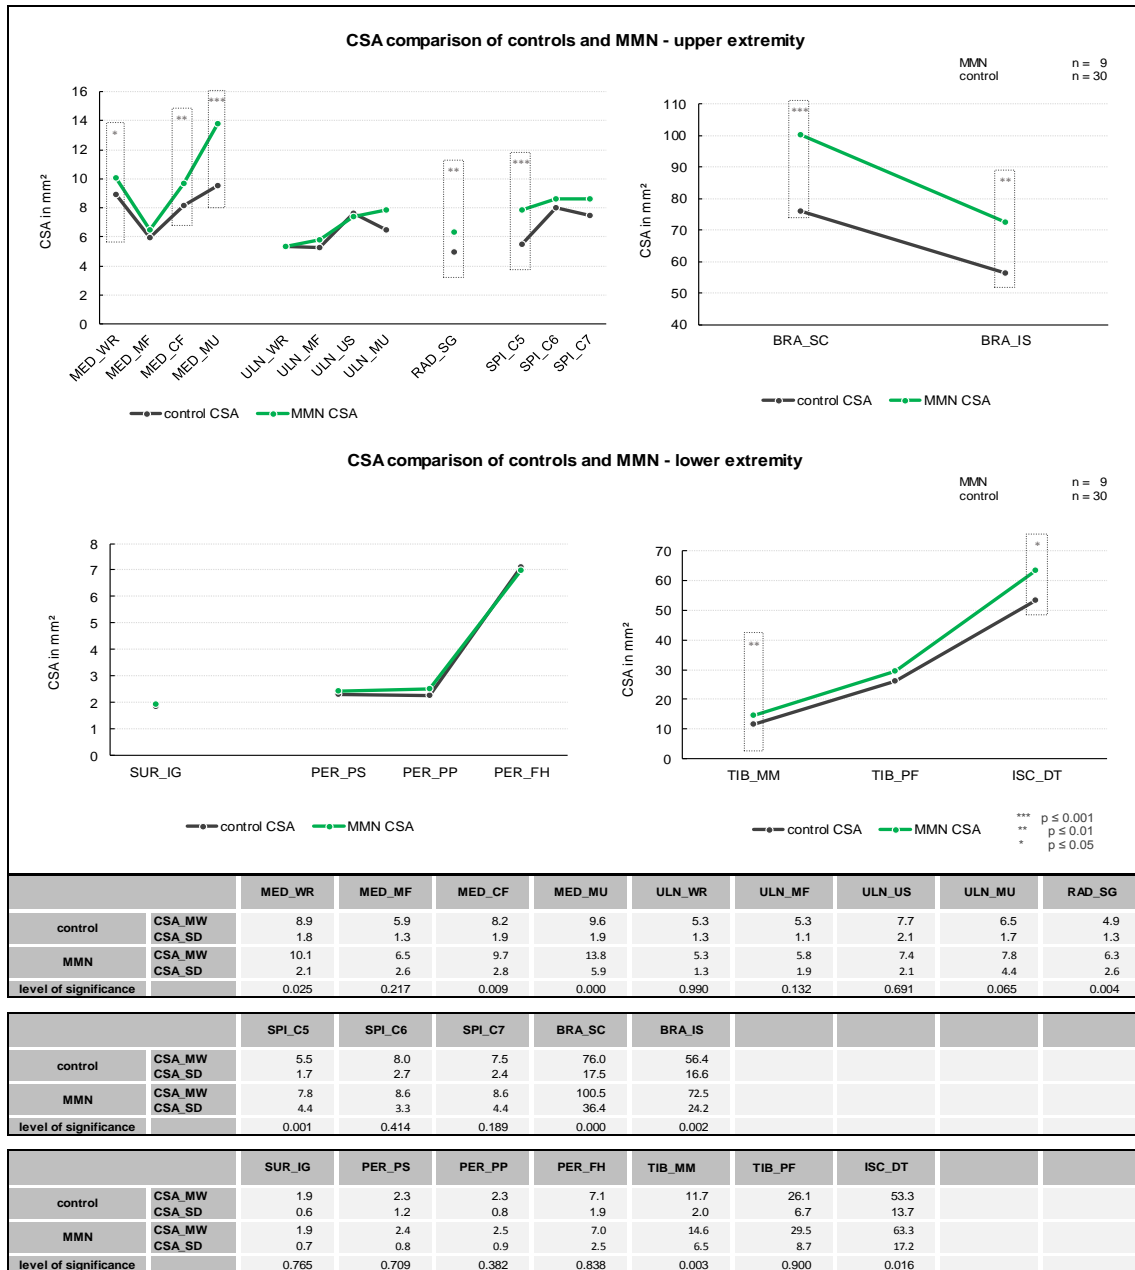 CSA comparison of controls and MMN - upper extremity
MMN n = 9
control n = 30
CSA in mm²
16
14
12
10
8
6
4
2
0
* ** *** ** ***
MED_WR MED_MF MED_CF MED_MU ULN_WR ULN_MF ULN_US ULN_MU RAD_SG SPI_C5 SPI_C6 SPI_C7
control CSA MMN CSA
CSA in mm²
110
100
90
80
70
60
50
40
*** **
BRA_SC BRA_IS
control CSA MMN CSA
CSA comparison of controls and MMN - lower extremity
MMN n = 9
control n = 30
CSA in mm²
8
7
6
5
4
3
2
1
0
SUR_IG PER_PS PER_PP PER_FH
control CSA MMN CSA
CSA in mm²
70
60
50
40
30
20
10
0
** *
TIB_MM TIB_PF ISC_DT
control CSA MMN CSA
*** p ≤ 0.001
** p ≤ 0.01
* p ≤ 0.05
MED_WR MED_MF MED_CF MED_MU ULN_WR ULN_MF ULN_US ULN_MU RAD_SG
control CSA_MW 8.9 5.9 8.2 9.6 5.3 5.3 7.7 6.5 4.9
CSA_SD 1.8 1.3 1.9 1.9 1.3 1.1 2.1 1.7 1.3
MMN CSA_MW 10.1 6.5 9.7 13.8 5.3 5.8 7.4 7.8 6.3
CSA_SD 2.1 2.6 2.8 5.9 1.3 1.9 2.1 4.4 2.6
level of significance 0.025 0.217 0.009 0.000 0.990 0.132 0.691 0.065 0.004
SPI_C5 SPI_C6 SPI_C7 BRA_SC BRA_IS
control CSA_MW 5.5 8.0 7.5 76.0 56.4
CSA_SD 1.7 2.7 2.4 17.5 16.6
MMN CSA_MW 7.8 8.6 8.6 100.5 72.5
CSA_SD 4.4 3.3 4.4 36.4 24.2
level of significance 0.001 0.414 0.189 0.000 0.002
SUR_IG PER_PS PER_PP PER_FH TIB_MM TIB_PF ISC_DT
control CSA_MW 1.9 2.3 2.3 7.1 11.7 26.1 53.3
CSA_SD 0.6 1.2 0.8 1.9 2.0 6.7 13.7
MMN CSA_MW 1.9 2.4 2.5 7.0 14.6 29.5 63.3
CSA_SD 0.7 0.8 0.9 2.5 6.5 8.7 17.2
level of significance 0.765 0.709 0.382 0.838 0.003 0.900 0.016